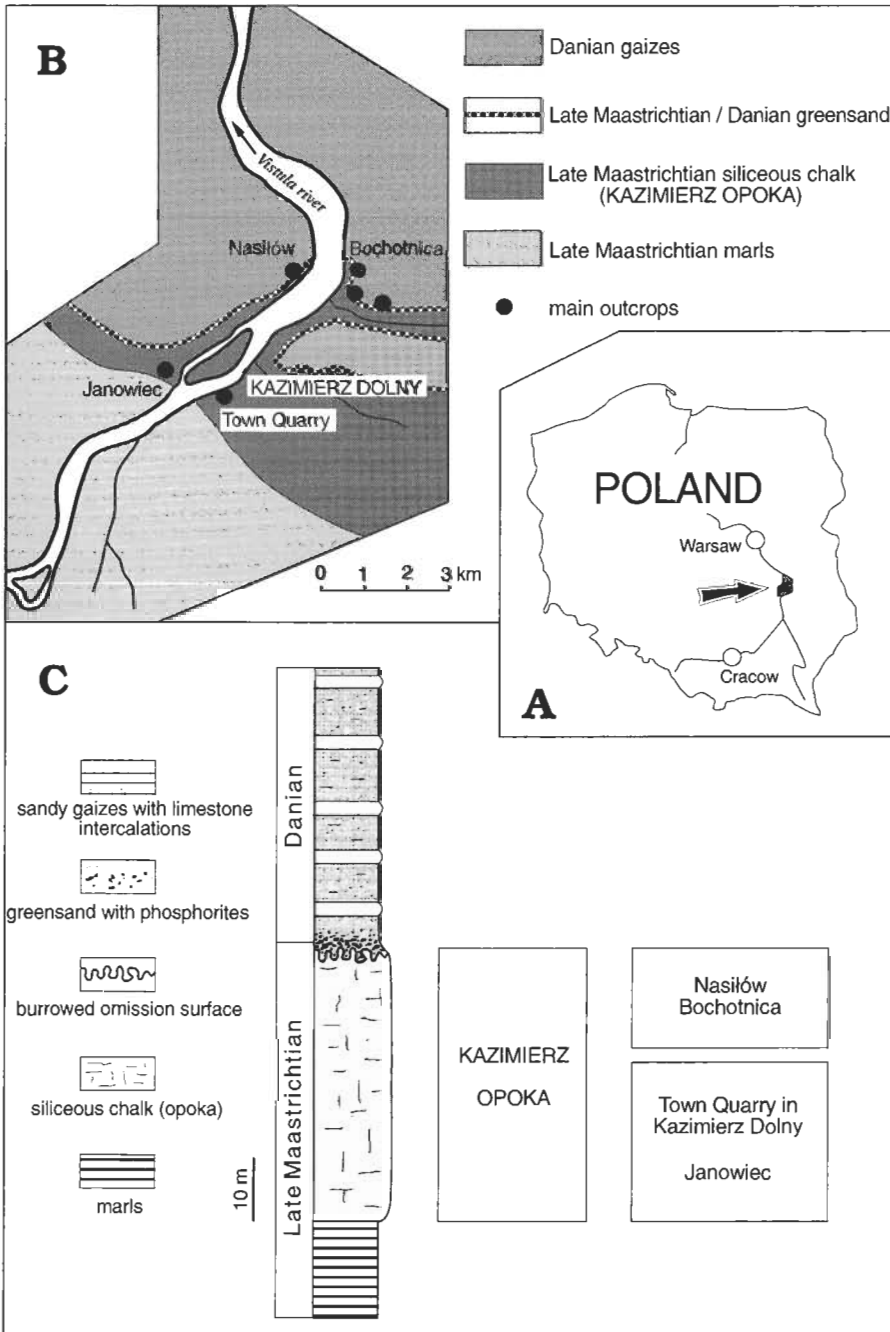 B
Vistula river
Nasiłów
Bochotnica
Janowiec
KAZIMIERZ DOLNY
Town Quarry
0 1 2 3 km
Danian gaizes
Late Maastrichtian / Danian greensand
Late Maastrichtian siliceous chalk
(KAZIMIERZ OPOKA)
Late Maastrichtian marls
main outcrops
POLAND
Warsaw
Cracow
A
C
sandy gaizes with limestone
intercalations
greensand with phosphorites
burrowed omission surface
siliceous chalk (opoka)
marls
10 m
Danian
Late Maastrichtian
KAZIMIERZ
OPOKA
Nasiłów
Bochotnica
Town Quarry in
Kazimierz Dolny
Janowiec